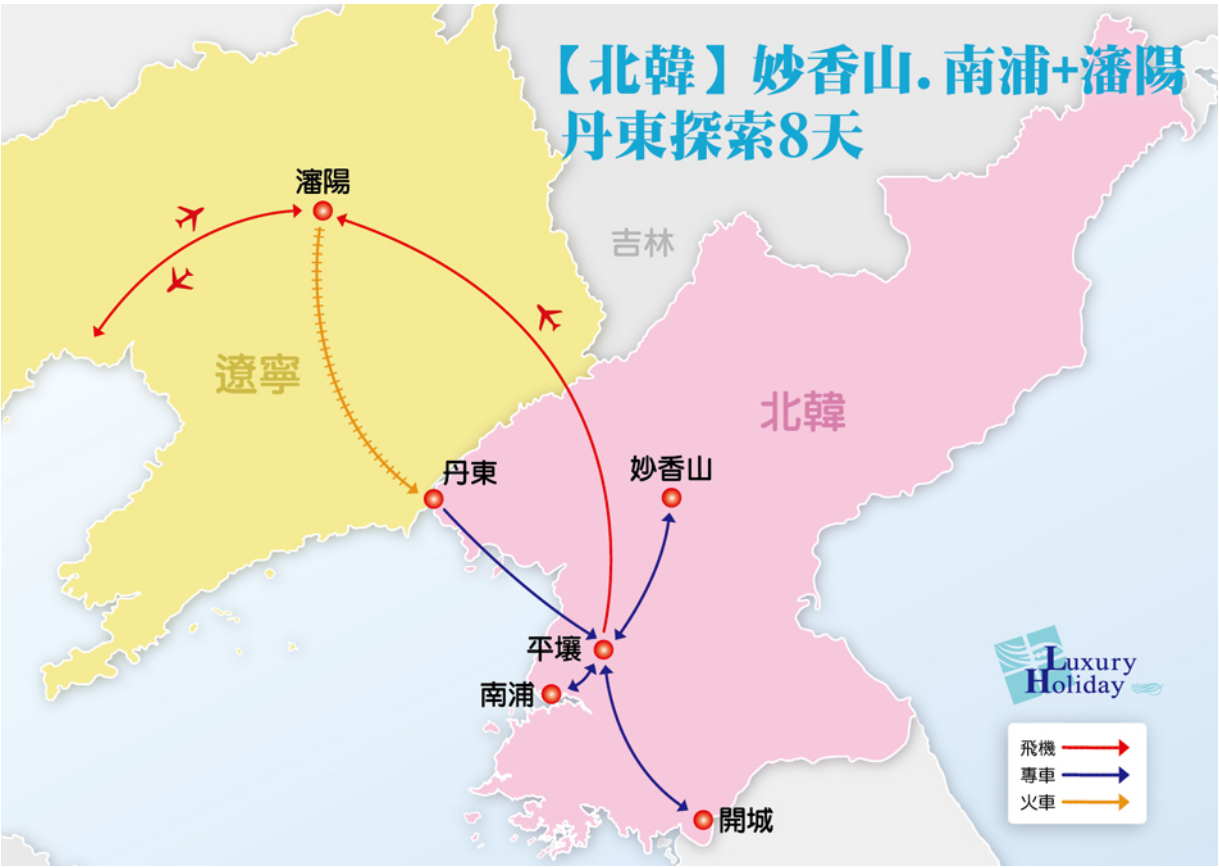 【北韓】妙香山.南浦+瀋陽
丹東探索8天
瀋陽
吉林
遼寧
北韓
丹東
妙香山
平壤
南浦
開城
Luxury
Holiday
飛機
專車
火車